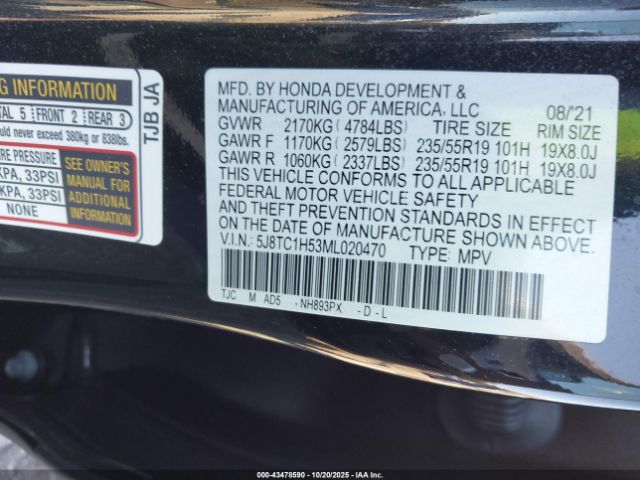 G INFORMATION
TAL 5 FRONT 2 REAR 3
ould never exceed 380kg or 838lbs.
RE PRESSURE
KPA, 33PSI
KPA, 33PSI
NONE
SEE OWNER'S
MANUAL FOR
ADDITIONAL
INFORMATION
TJB JA
MFD. BY HONDA DEVELOPMENT &
MANUFACTURING OF AMERICA, LLC 08/'21
GVWR 2170KG ( 4784LBS) TIRE SIZE RIM SIZE
GAWR F 1170KG ( 2579LBS) 235/55R19 101H 19X8.0J
GAWR R 1060KG ( 2337LBS) 235/55R19 101H 19X8.0J
THIS VEHICLE CONFORMS TO ALL APPLICABLE
FEDERAL MOTOR VEHICLE SAFETY
AND THEFT PREVENTION STANDARDS IN EFFECT
ON THE DATE OF MANUFACTURE SHOWN ABOVE.
V.I.N.: 5J8TC1H53ML020470 TYPE: MPV
TJC M AD5 -NH893PX -D-L
000-43478590 - 10/20/2025 - IAAI.COM